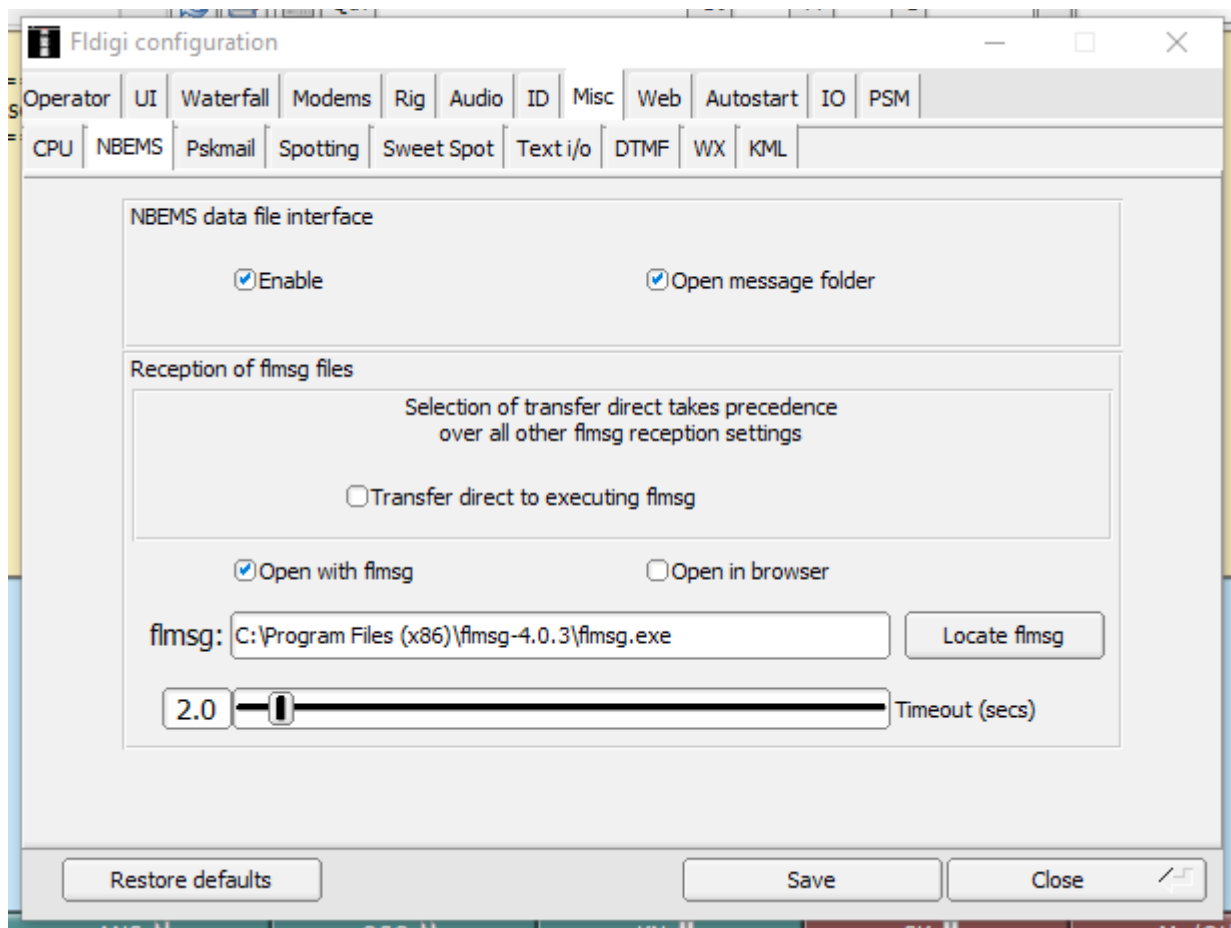 Fldigi configuration
Operator UI Waterfall Modems Rig Audio ID Misc Web Autostart IO PSM
CPU NBEMS Pskmail Spotting Sweet Spot Text i/o DTMF WX KML
NBEMS data file interface
Enable Open message folder
Reception of flmsg files
Selection of transfer direct takes precedence
over all other flmsg reception settings
Transfer direct to executing flmsg
Open with flmsg Open in browser
flmsg: C:\Program Files (x86)\flmsg-4.0.3\flmsg.exe Locate flmsg
2.0 Timeout (secs)
Restore defaults Save Close